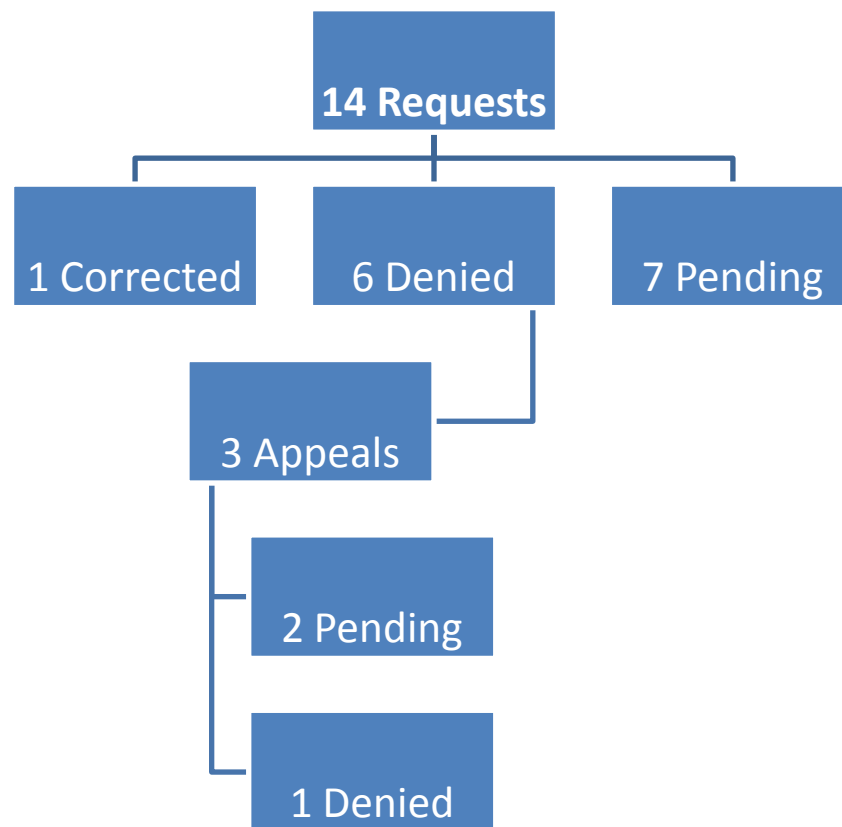 14 Requests
1 Corrected
6 Denied
7 Pending
3 Appeals
2 Pending
1 Denied